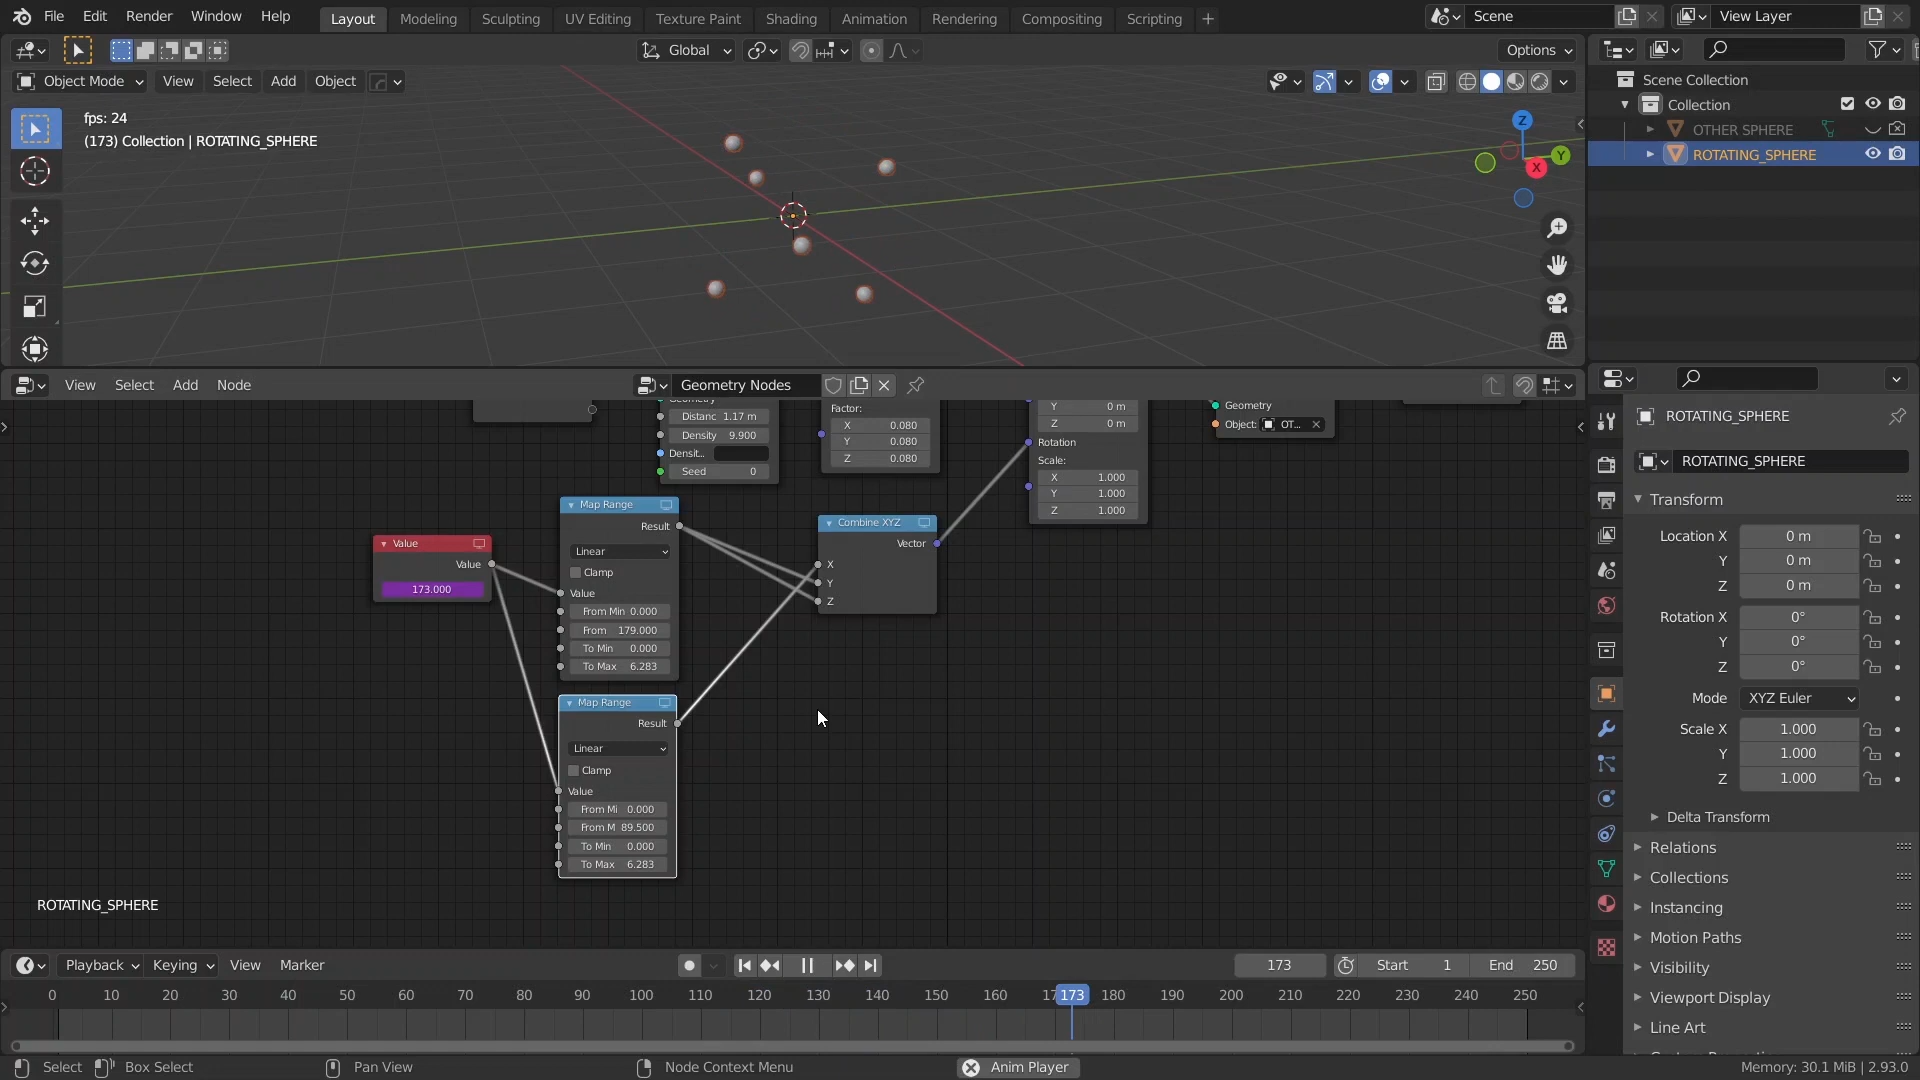 File Edit Render Window Help Layout Modeling Sculpting UV Editing Texture Paint Shading Animation Rendering Compositing Scripting + Scene View Layer
Global Options
Object Mode View Select Add Object
fps: 24
(173) Collection | ROTATING_SPHERE
Z
Y
X
Scene Collection
Collection
OTHER SPHERE
ROTATING_SPHERE
View Select Add Node Geometry Nodes
Distanc 1.17 m
Density 9.900
Densit..
Seed 0
Factor:
X 0.080
Y 0.080
Z 0.080
Y 0 m
Z 0 m
Rotation
Scale:
X 1.000
Y 1.000
Z 1.000
Geometry
Object: OT...
Value
Value
173.000
Map Range
Result
Linear
Clamp
Value
From Min 0.000
From 179.000
To Min 0.000
To Max 6.283
Combine XYZ
Vector
X
Y
Z
Map Range
Result
Linear
Clamp
Value
From Mi 0.000
From M 89.500
To Min 0.000
To Max 6.283
ROTATING_SPHERE
ROTATING_SPHERE
ROTATING_SPHERE
Transform
Location X 0 m
Y 0 m
Z 0 m
Rotation X 0°
Y 0°
Z 0°
Mode XYZ Euler
Scale X 1.000
Y 1.000
Z 1.000
Delta Transform
Relations
Collections
Instancing
Motion Paths
Visibility
Viewport Display
Line Art
Playback Keying View Marker 173 Start 1 End 250
0 10 20 30 40 50 60 70 80 90 100 110 120 130 140 150 160 17 173 180 190 200 210 220 230 240 250
Select Box Select Pan View Node Context Menu Anim Player Memory: 30.1 MiB | 2.93.0